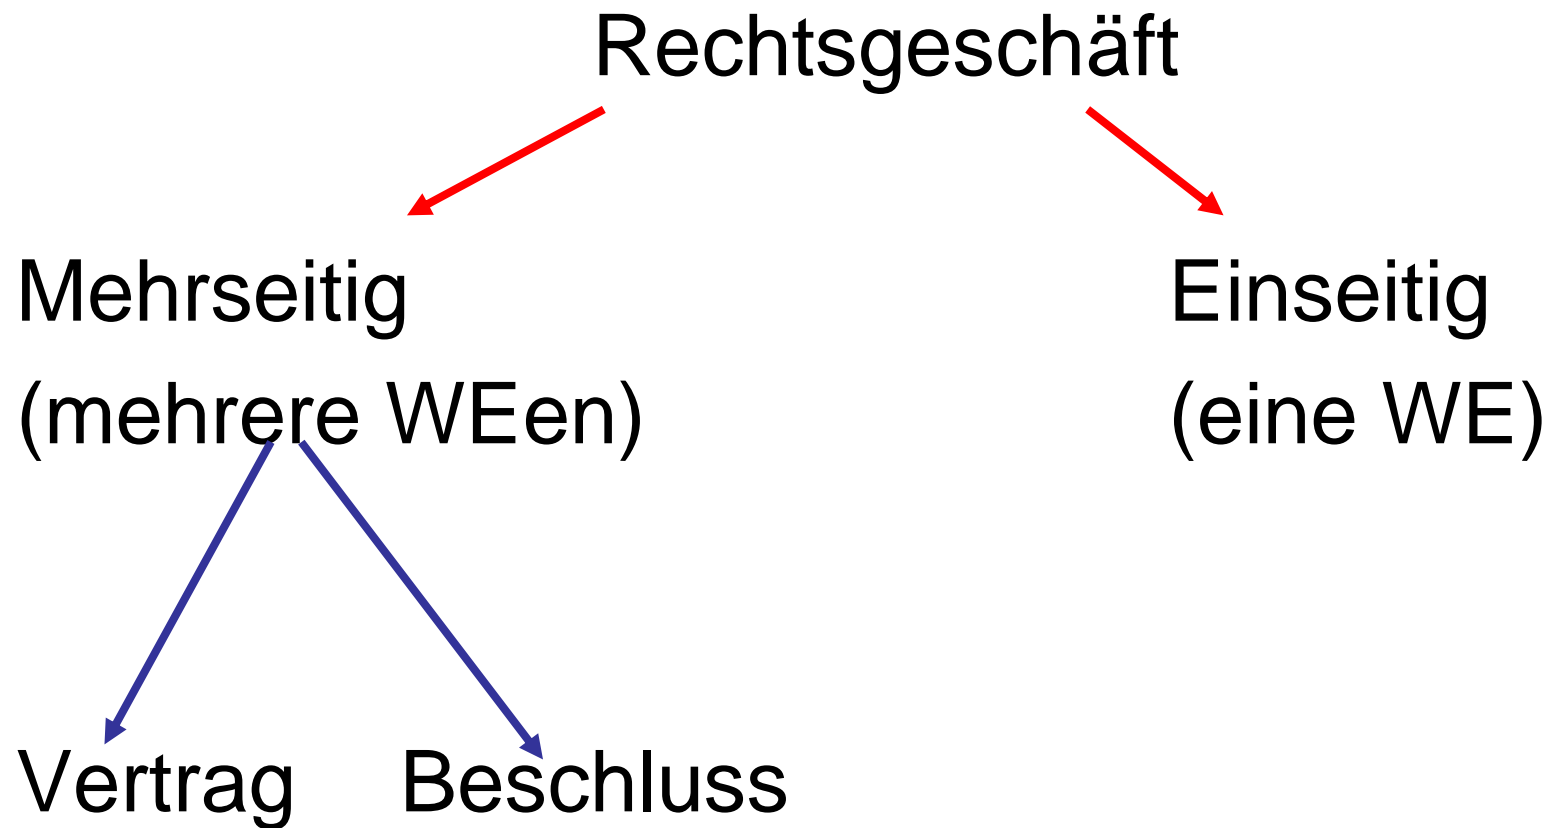 Rechtsgeschäft
Mehrseitig
(mehrere WEen)
Einseitig
(eine WE)
Vertrag
Beschluss